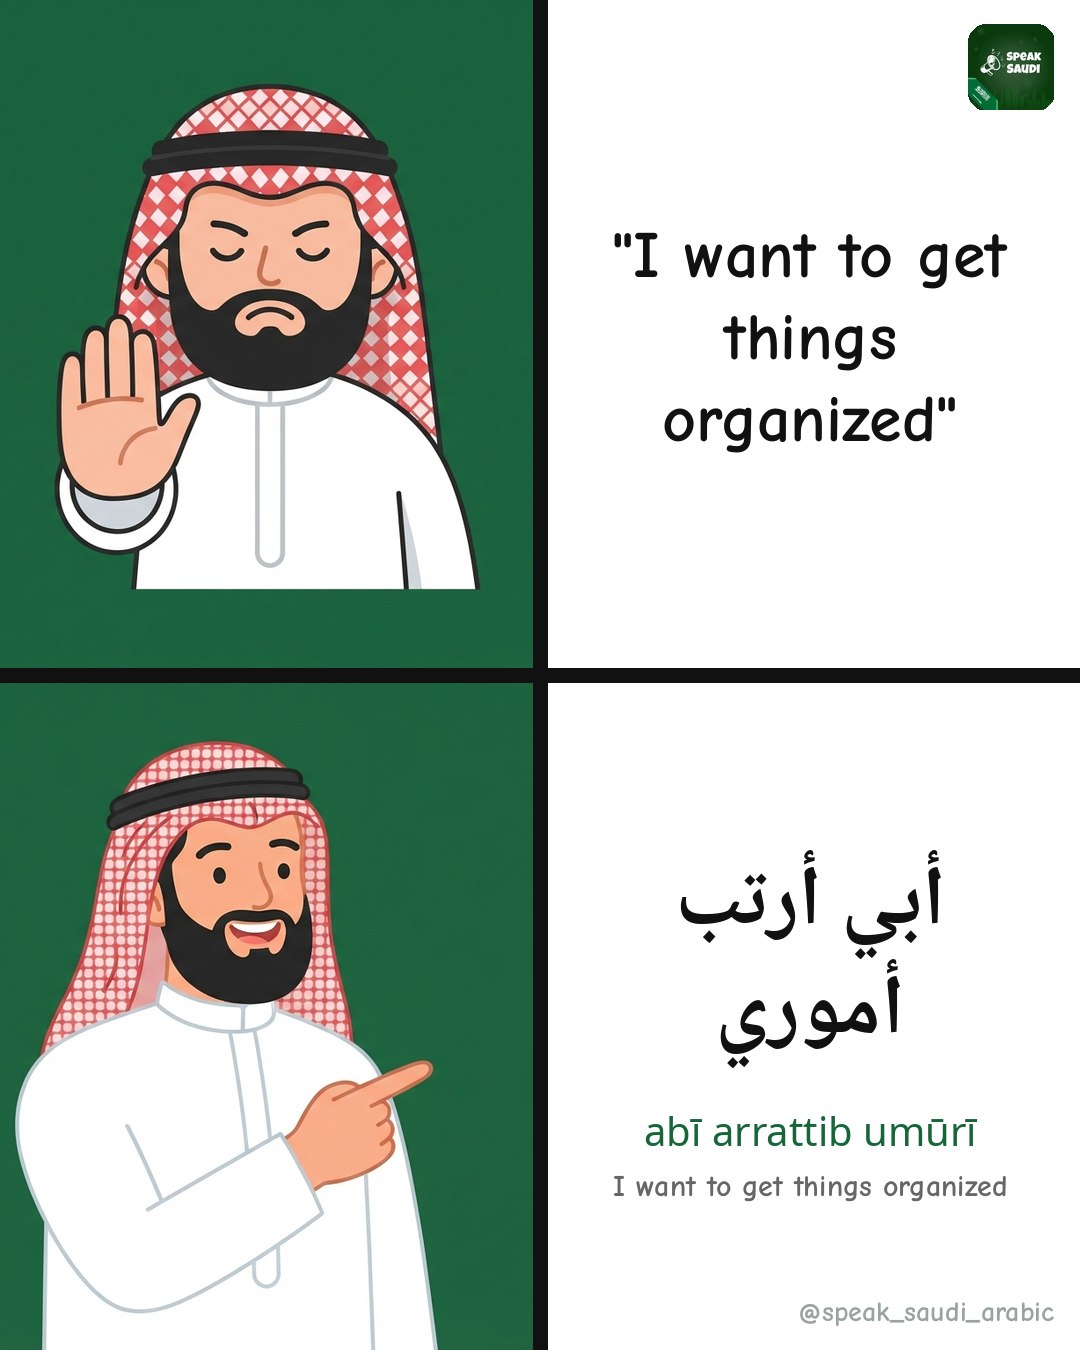 SPEAK
SAUDI
"I want to get
things
organized"
أبي أرتب
أموري
abī arrattib umūrī
I want to get things organized
@speak_saudi_arabic